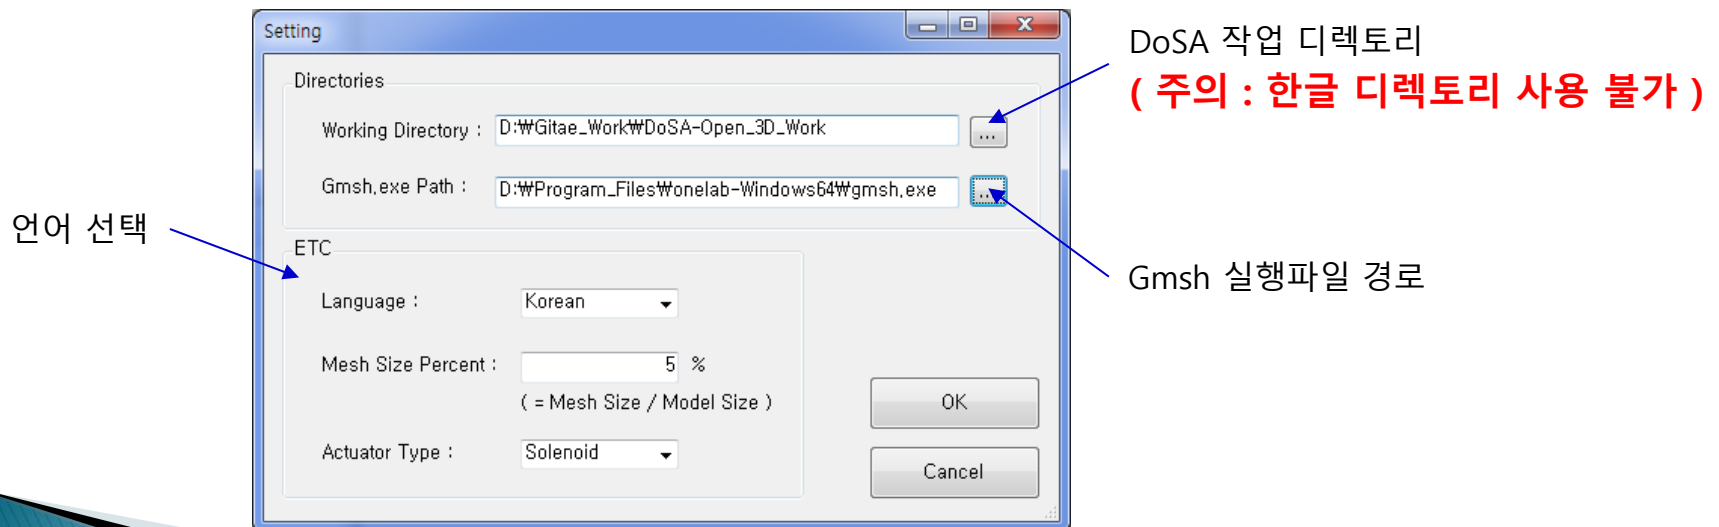 Setting
DoSA 작업 디렉토리
( 주의 : 한글 디렉토리 사용 불가 )
Directories
Working Directory : D:₩Gitae_Work₩DoSA-Open_3D_Work ...
Gmsh.exe Path : D:₩Program_Files₩onelab-Windows64₩gmsh.exe ...
언어 선택
ETC
Gmsh 실행파일 경로
Language : Korean
Mesh Size Percent : 5 %
( = Mesh Size / Model Size )
OK
Actuator Type : Solenoid
Cancel